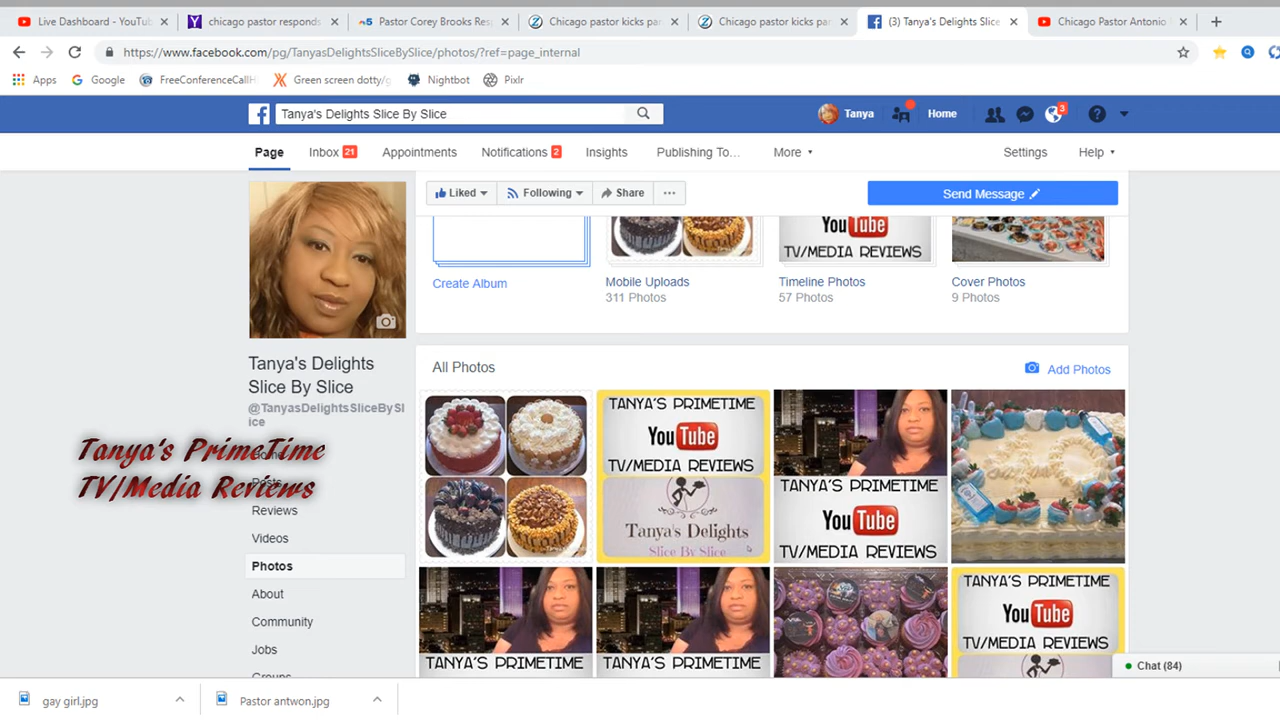 Live Dashboard - YouTu
chicago pastor responds
Pastor Corey Brooks Res
Chicago pastor kicks par
Chicago pastor kicks par
(3) Tanya's Delights Slice
Chicago Pastor Antonio
https://www.facebook.com/pg/TanyasDelightsSliceBySlice/photos/?ref=page_internal
Apps
Google
FreeConferenceCallH
Green screen dotty/g
Nightbot
Pixlr
Tanya's Delights Slice By Slice
Tanya
Home
3
Page
Inbox 21
Appointments
Notifications 2
Insights
Publishing To...
More
Settings
Help
Liked
Following
Share
Send Message
YouTube
TV/MEDIA REVIEWS
Create Album
Mobile Uploads
311 Photos
Timeline Photos
57 Photos
Cover Photos
9 Photos
Tanya's Delights
Slice By Slice
@TanyasDelightsSliceBySl
ice
Tanya's PrimeTime
TV/Media Reviews
Home
Posts
Reviews
Videos
Photos
About
Community
Jobs
Groups
All Photos
Add Photos
TANYA'S PRIMETIME
YouTube
TV/MEDIA REVIEWS
Tanya's Delights
Slice By Slice
TANYA'S PRIMETIME
YouTube
TV/MEDIA REVIEWS
TANYA'S PRIMETIME
TANYA'S PRIMETIME
TANYA'S PRIMETIME
YouTube
TV/MEDIA REVIEWS
Chat (84)
gay girl.jpg
Pastor antwon.jpg